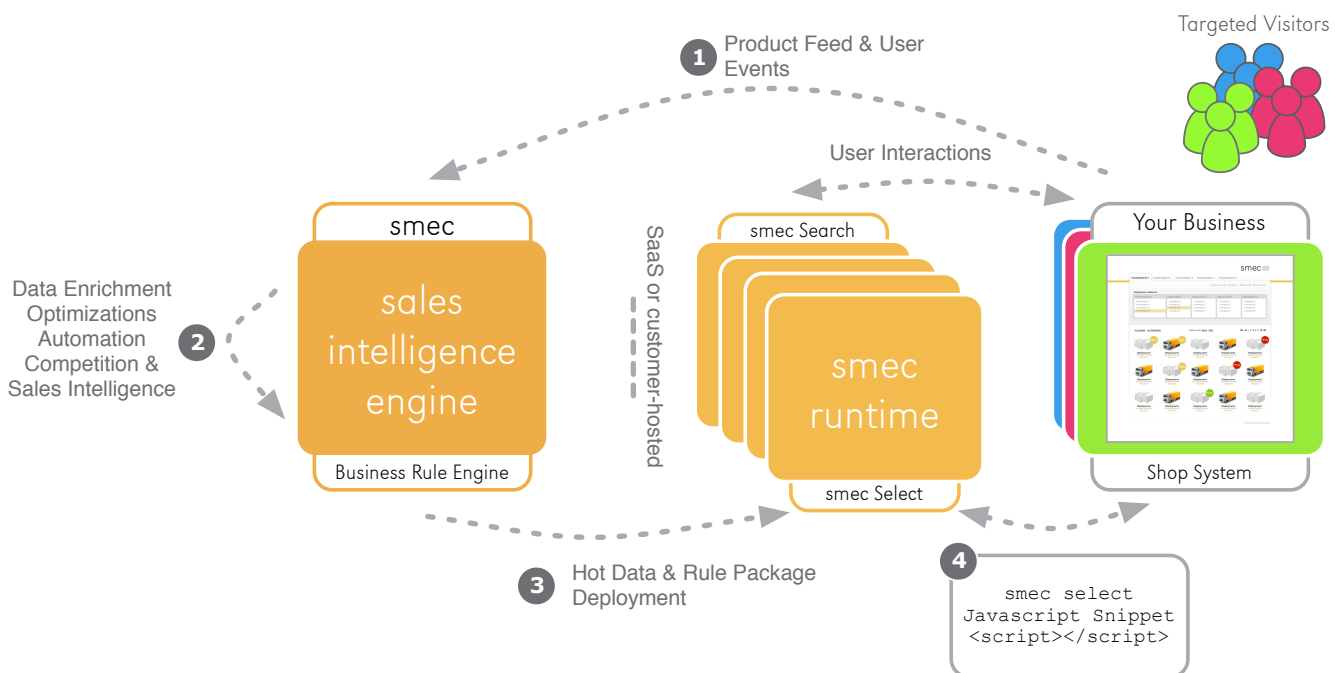 Targeted Visitors
1
Product Feed & User
Events
User Interactions
smec
sales
intelligence
engine
Business Rule Engine
Data Enrichment
Optimizations
Automation
Competition &
Sales Intelligence
2
SaaS or customer-hosted
smec Search
smec
runtime
smec Select
Your Business
smec
Shop System
3
Hot Data & Rule Package
Deployment
4
smec select
Javascript Snippet
<script></script>